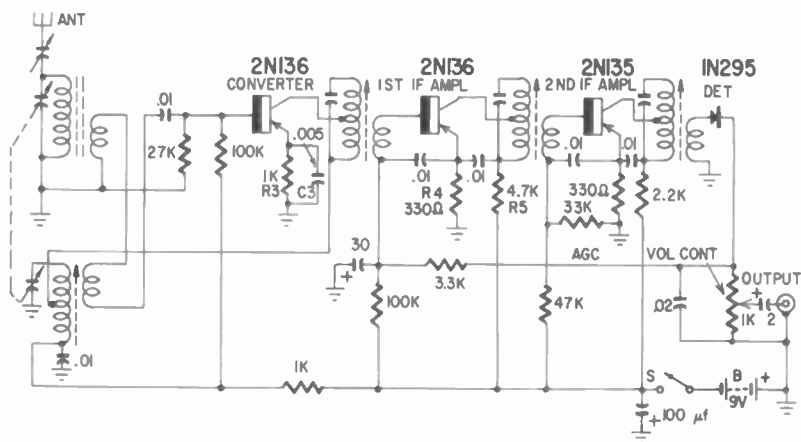 ANT
2N136
CONVERTER
2N136
1ST IF AMPL
2N135
2ND IF AMPL
1N295
DET
.01
27K
100K
.005
1K
R3
C3
.01
R4
330Ω
.01
4.7K
R5
.01
330Ω
33K
.01
2.2K
30
+
3.3K
AGC
VOL CONT
OUTPUT
+
2
1K
.02
100K
47K
.01
1K
S
B
+
9V
+100 µf